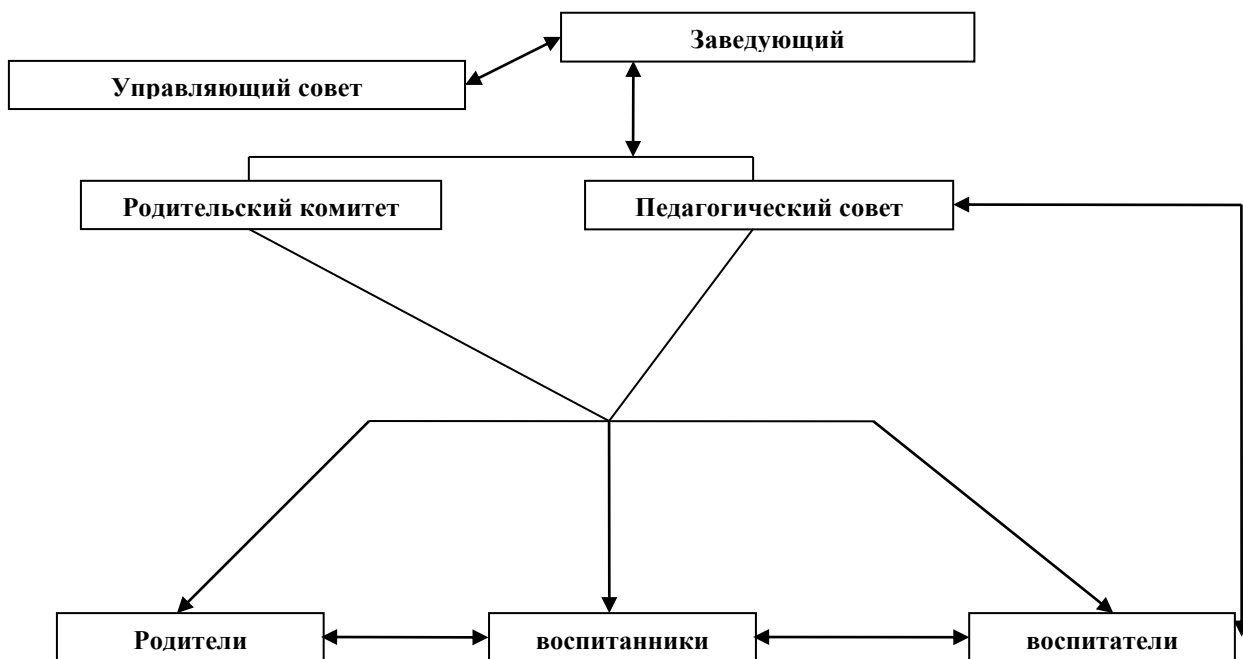 Заведующий
Управляющий совет
Родительский комитет
Педагогический совет
Родители
воспитанники
воспитатели